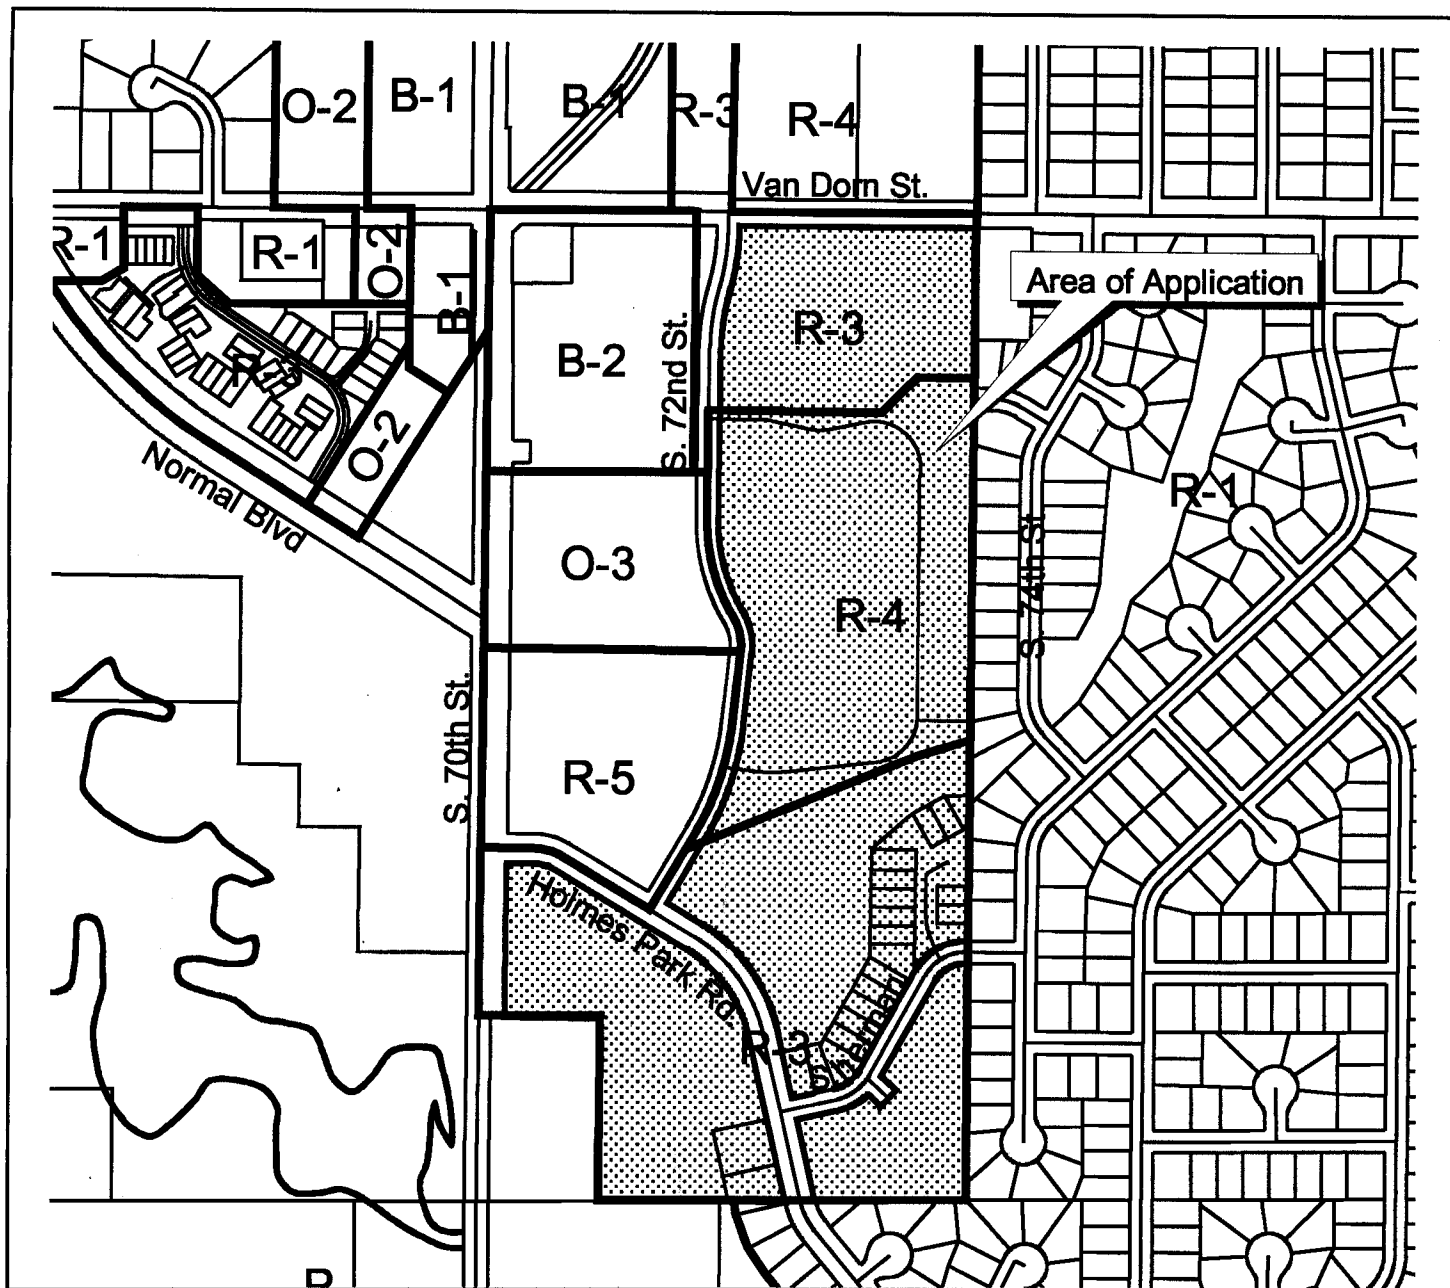 O-2
B-1
B-1
R-3
R-4
Van Dorn St.
R-1
R-1
O-2
B-1
Area of Application
R-3
S. 72nd St.
B-2
O-2
Normal Blvd
R-1
O-3
S. 74th St
R-4
S. 70th St.
R-5
Holmes Park Rd.
R-3